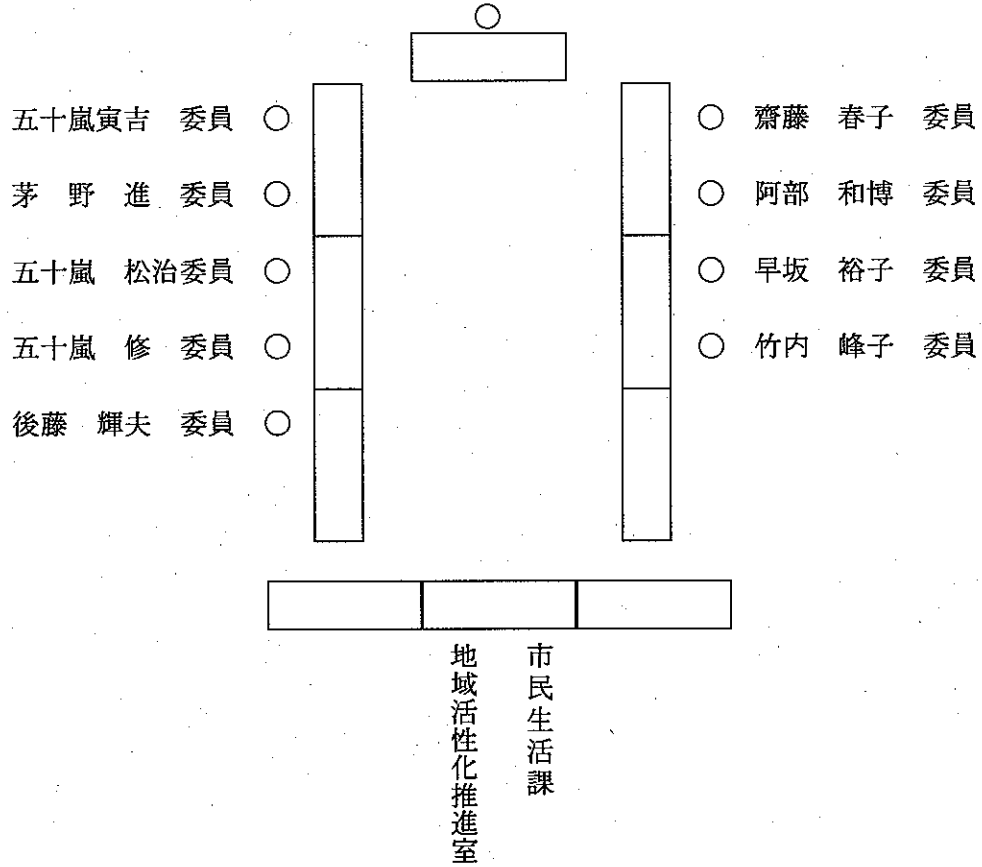 五十嵐寅吉　委員
茅　野　進　委員
五十嵐　松治委員
五十嵐　修　委員
後藤　輝夫　委員
齋藤　春子　委員
阿部　和博　委員
早坂　裕子　委員
竹内　峰子　委員
市民生活課
地域活性化推進室